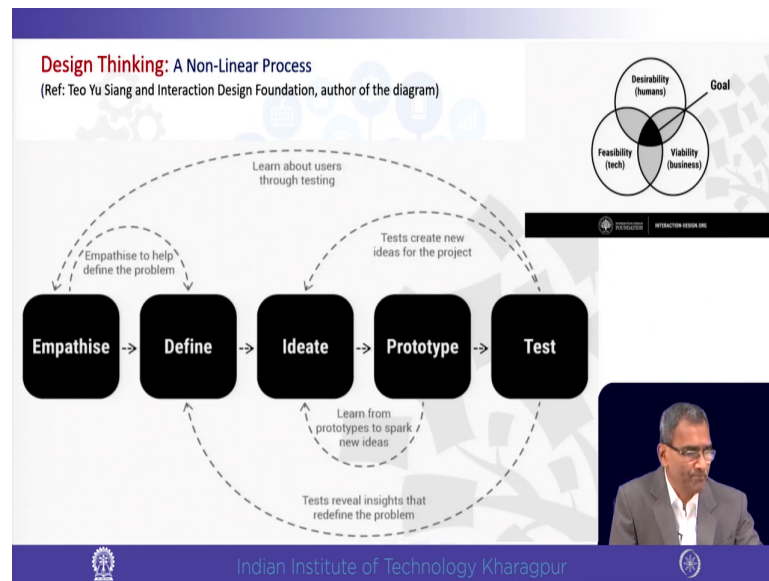 Design Thinking: A Non-Linear Process
(Ref: Teo Yu Siang and Interaction Design Foundation, author of the diagram)
Desirability
(humans)
Goal
Feasibility
(tech)
Viability
(business)
INTERACTION DESIGN
FOUNDATION
INTERACTION-DESIGN.ORG
Learn about users
through testing
Empathise to help
define the problem
Tests create new
ideas for the project
Empathise
Define
Ideate
Prototype
Test
Learn from
prototypes to spark
new ideas
Tests reveal insights that
redefine the problem
Indian Institute of Technology Kharagpur